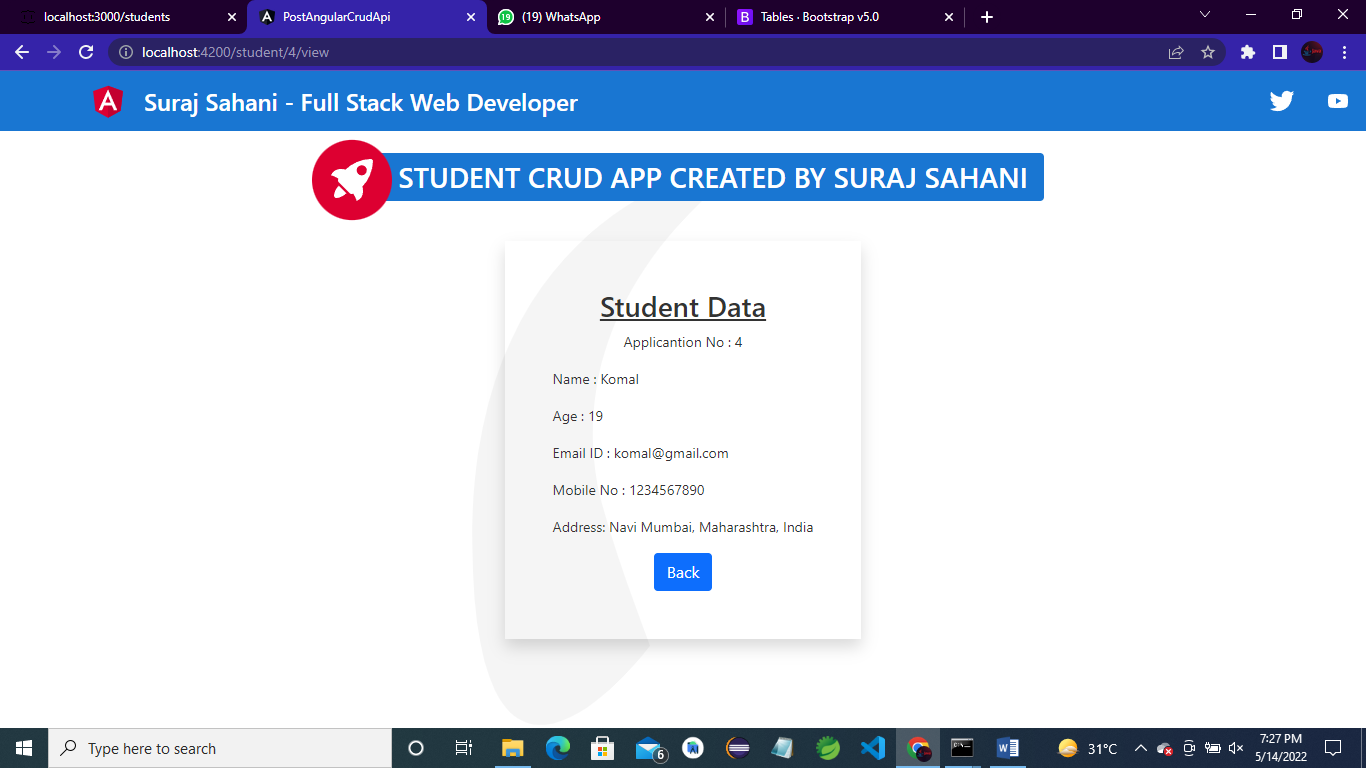 localhost:3000/students
PostAngularCrudApi
(19) WhatsApp
Tables · Bootstrap v5.0
localhost:4200/student/4/view
Suraj Sahani - Full Stack Web Developer
STUDENT CRUD APP CREATED BY SURAJ SAHANI
Student Data
Applicantion No : 4
Name : Komal
Age : 19
Email ID : komal@gmail.com
Mobile No : 1234567890
Address: Navi Mumbai, Maharashtra, India
Back
Type here to search
6
31°C
7:27 PM
5/14/2022